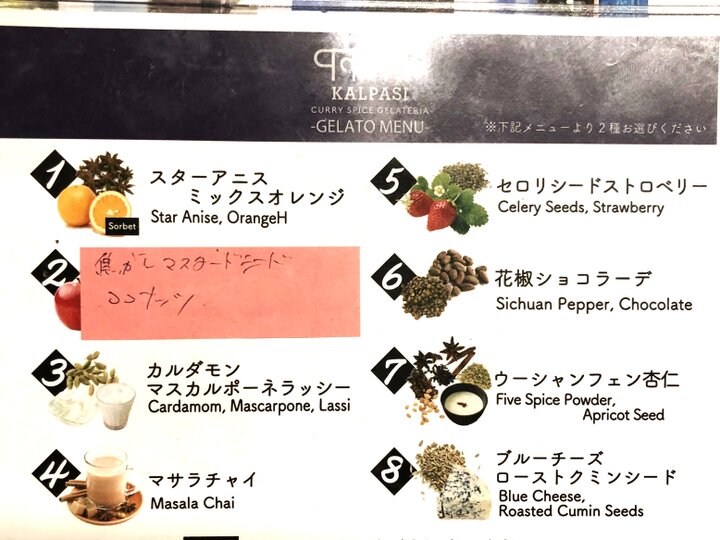 KALPASI
CURRY SPICE GELATERIA
-GELATO MENU-
※下記メニューより2種お選びください
1
スターアニス
ミックスオレンジ
Star Anise, OrangeH
Sorbet
2
焦がしマスタードシード
ココナッツ
3
カルダモン
マスカルポーネラッシー
Cardamom, Mascarpone, Lassi
4
マサラチャイ
Masala Chai
5
セロリシードストロベリー
Celery Seeds, Strawberry
6
花椒ショコラーデ
Sichuan Pepper, Chocolate
7
ウーシャンフェン杏仁
Five Spice Powder,
Apricot Seed
8
ブルーチーズ
ローストクミンシード
Blue Cheese,
Roasted Cumin Seeds